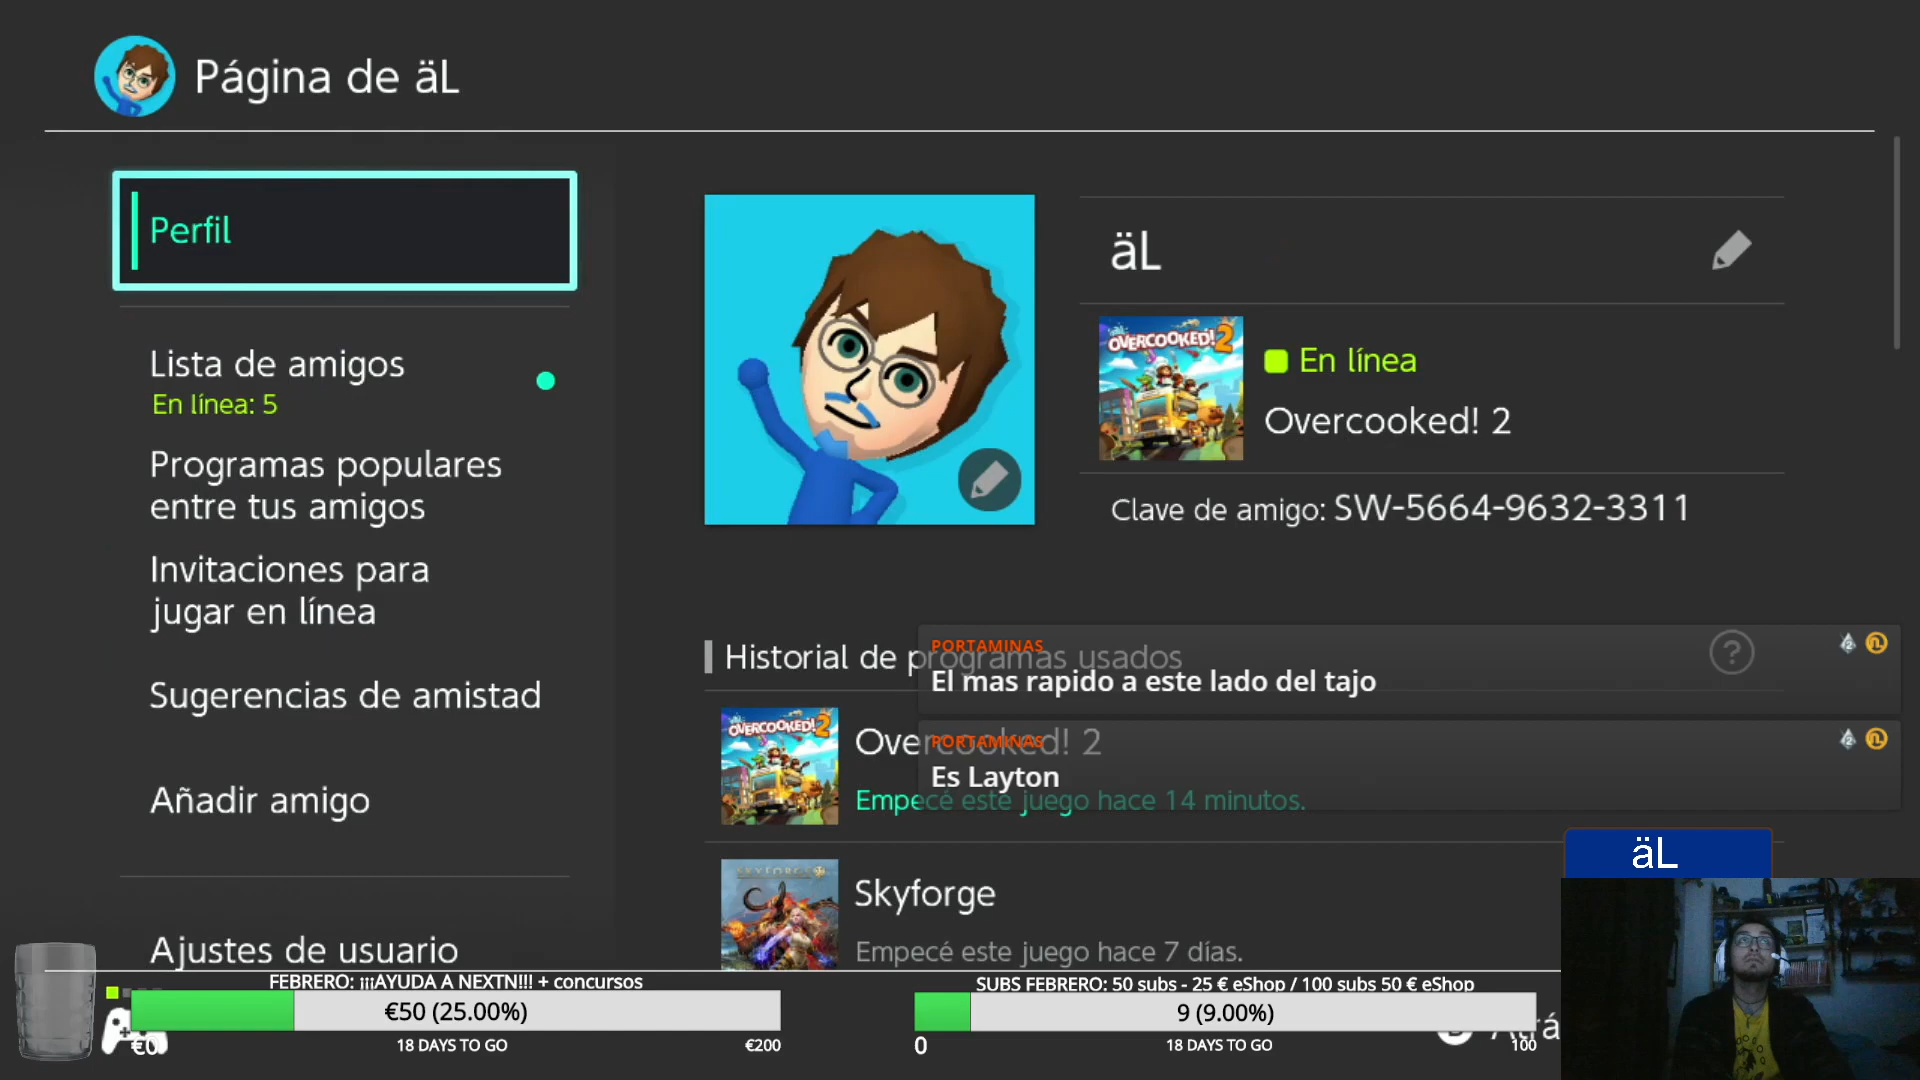 Página de äL
Perfil
Lista de amigos
En línea: 5
Programas populares
entre tus amigos
Invitaciones para
jugar en línea
Sugerencias de amistad
Añadir amigo
Ajustes de usuario
äL
OVERCOOKED! 2
En línea
Overcooked! 2
Clave de amigo: SW-5664-9632-3311
Historial de programas usados
?
PORTAMINAS
El mas rapido a este lado del tajo
OVERCOOKED! 2
Overcooked! 2
Empecé este juego hace 14 minutos.
PORTAMINAS
Es Layton
SKYFORGE
Skyforge
Empecé este juego hace 7 días.
äL
FEBRERO: ¡¡¡AYUDA A NEXTN!!! + concursos
€50 (25.00%)
€0
18 DAYS TO GO
€200
SUBS FEBRERO: 50 subs - 25 € eShop / 100 subs 50 € eShop
9 (9.00%)
0
18 DAYS TO GO
100